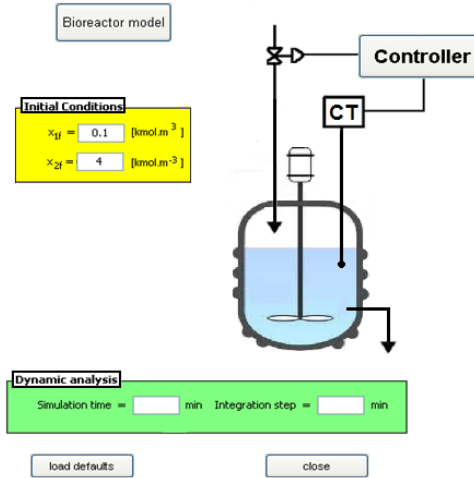 Bioreactor model
Controller
CT
Initial Conditions
x1f = 0.1 [kmol.m 3 ]
x2f = 4 [kmol.m-3 ]
Dynamic analysis
Simulation time = min Integration step = min
load defaults close